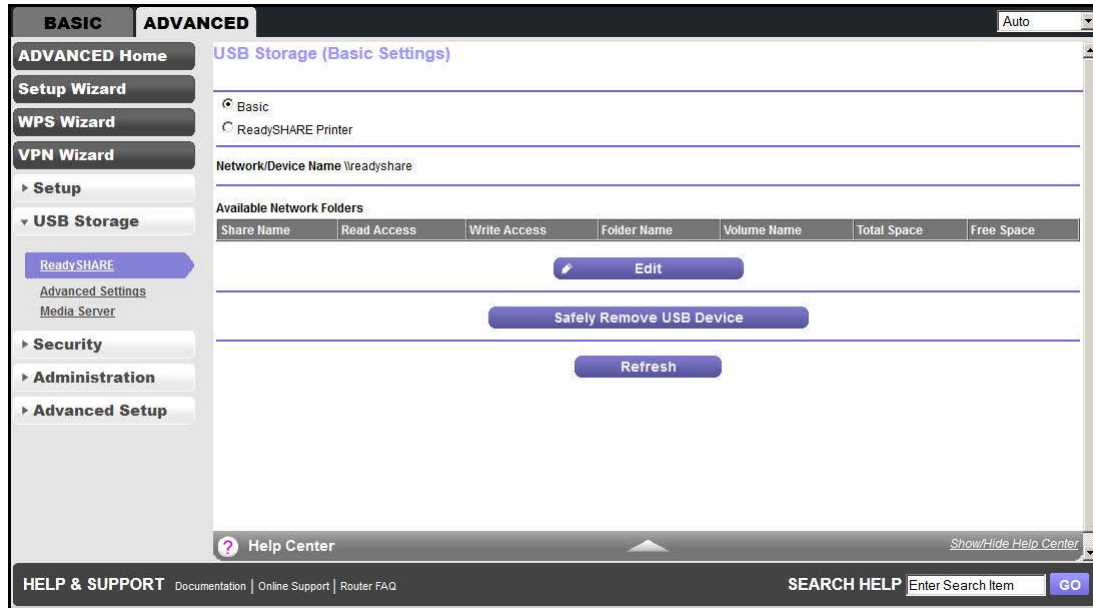 BASIC ADVANCED Auto
ADVANCED Home
Setup Wizard
WPS Wizard
VPN Wizard
Setup
USB Storage
ReadySHARE
Advanced Settings
Media Server
Security
Administration
Advanced Setup
USB Storage (Basic Settings)
Basic
ReadySHARE Printer
Network/Device Name \\readyshare
Available Network Folders
Share Name Read Access Write Access Folder Name Volume Name Total Space Free Space
Edit
Safely Remove USB Device
Refresh
? Help Center Show/Hide Help Center
HELP & SUPPORT Documentation | Online Support | Router FAQ SEARCH HELP Enter Search Item GO